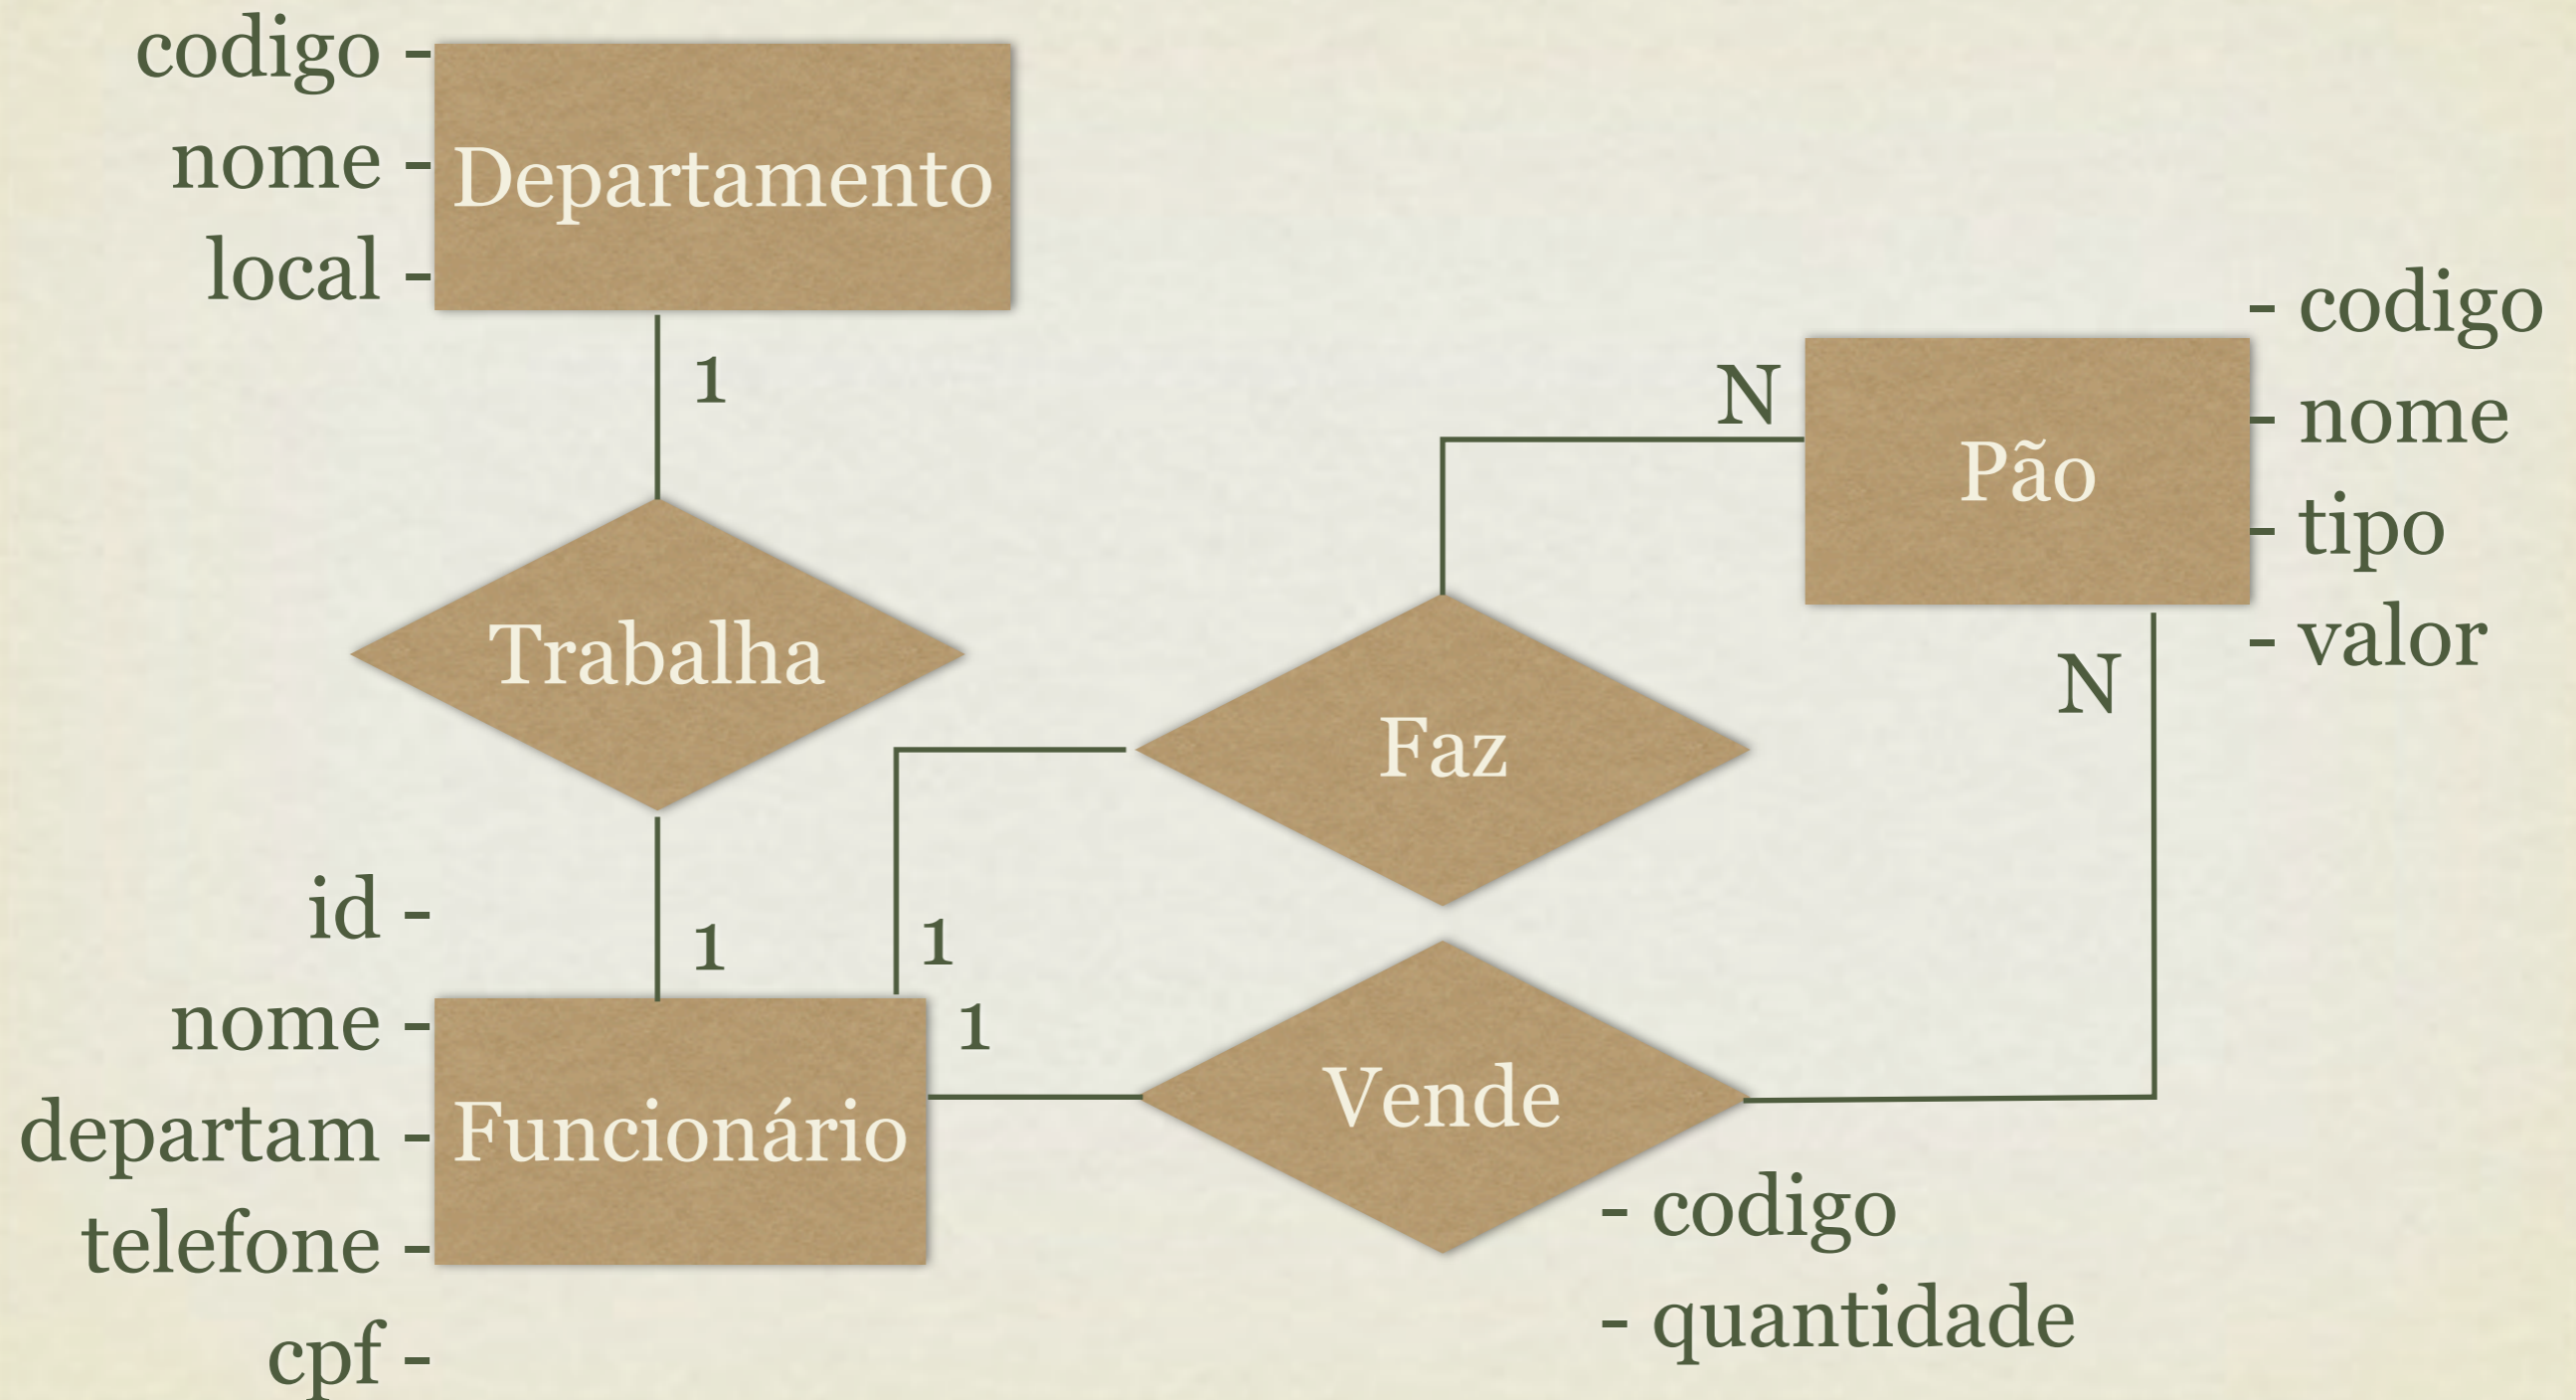 codigo -
nome -
local -
Departamento
1
Trabalha
1
id -
nome -
departam -
telefone -
cpf -
Funcionário
1
1
Faz
N
Pão
- codigo
- nome
- tipo
- valor
N
Vende
- codigo
- quantidade